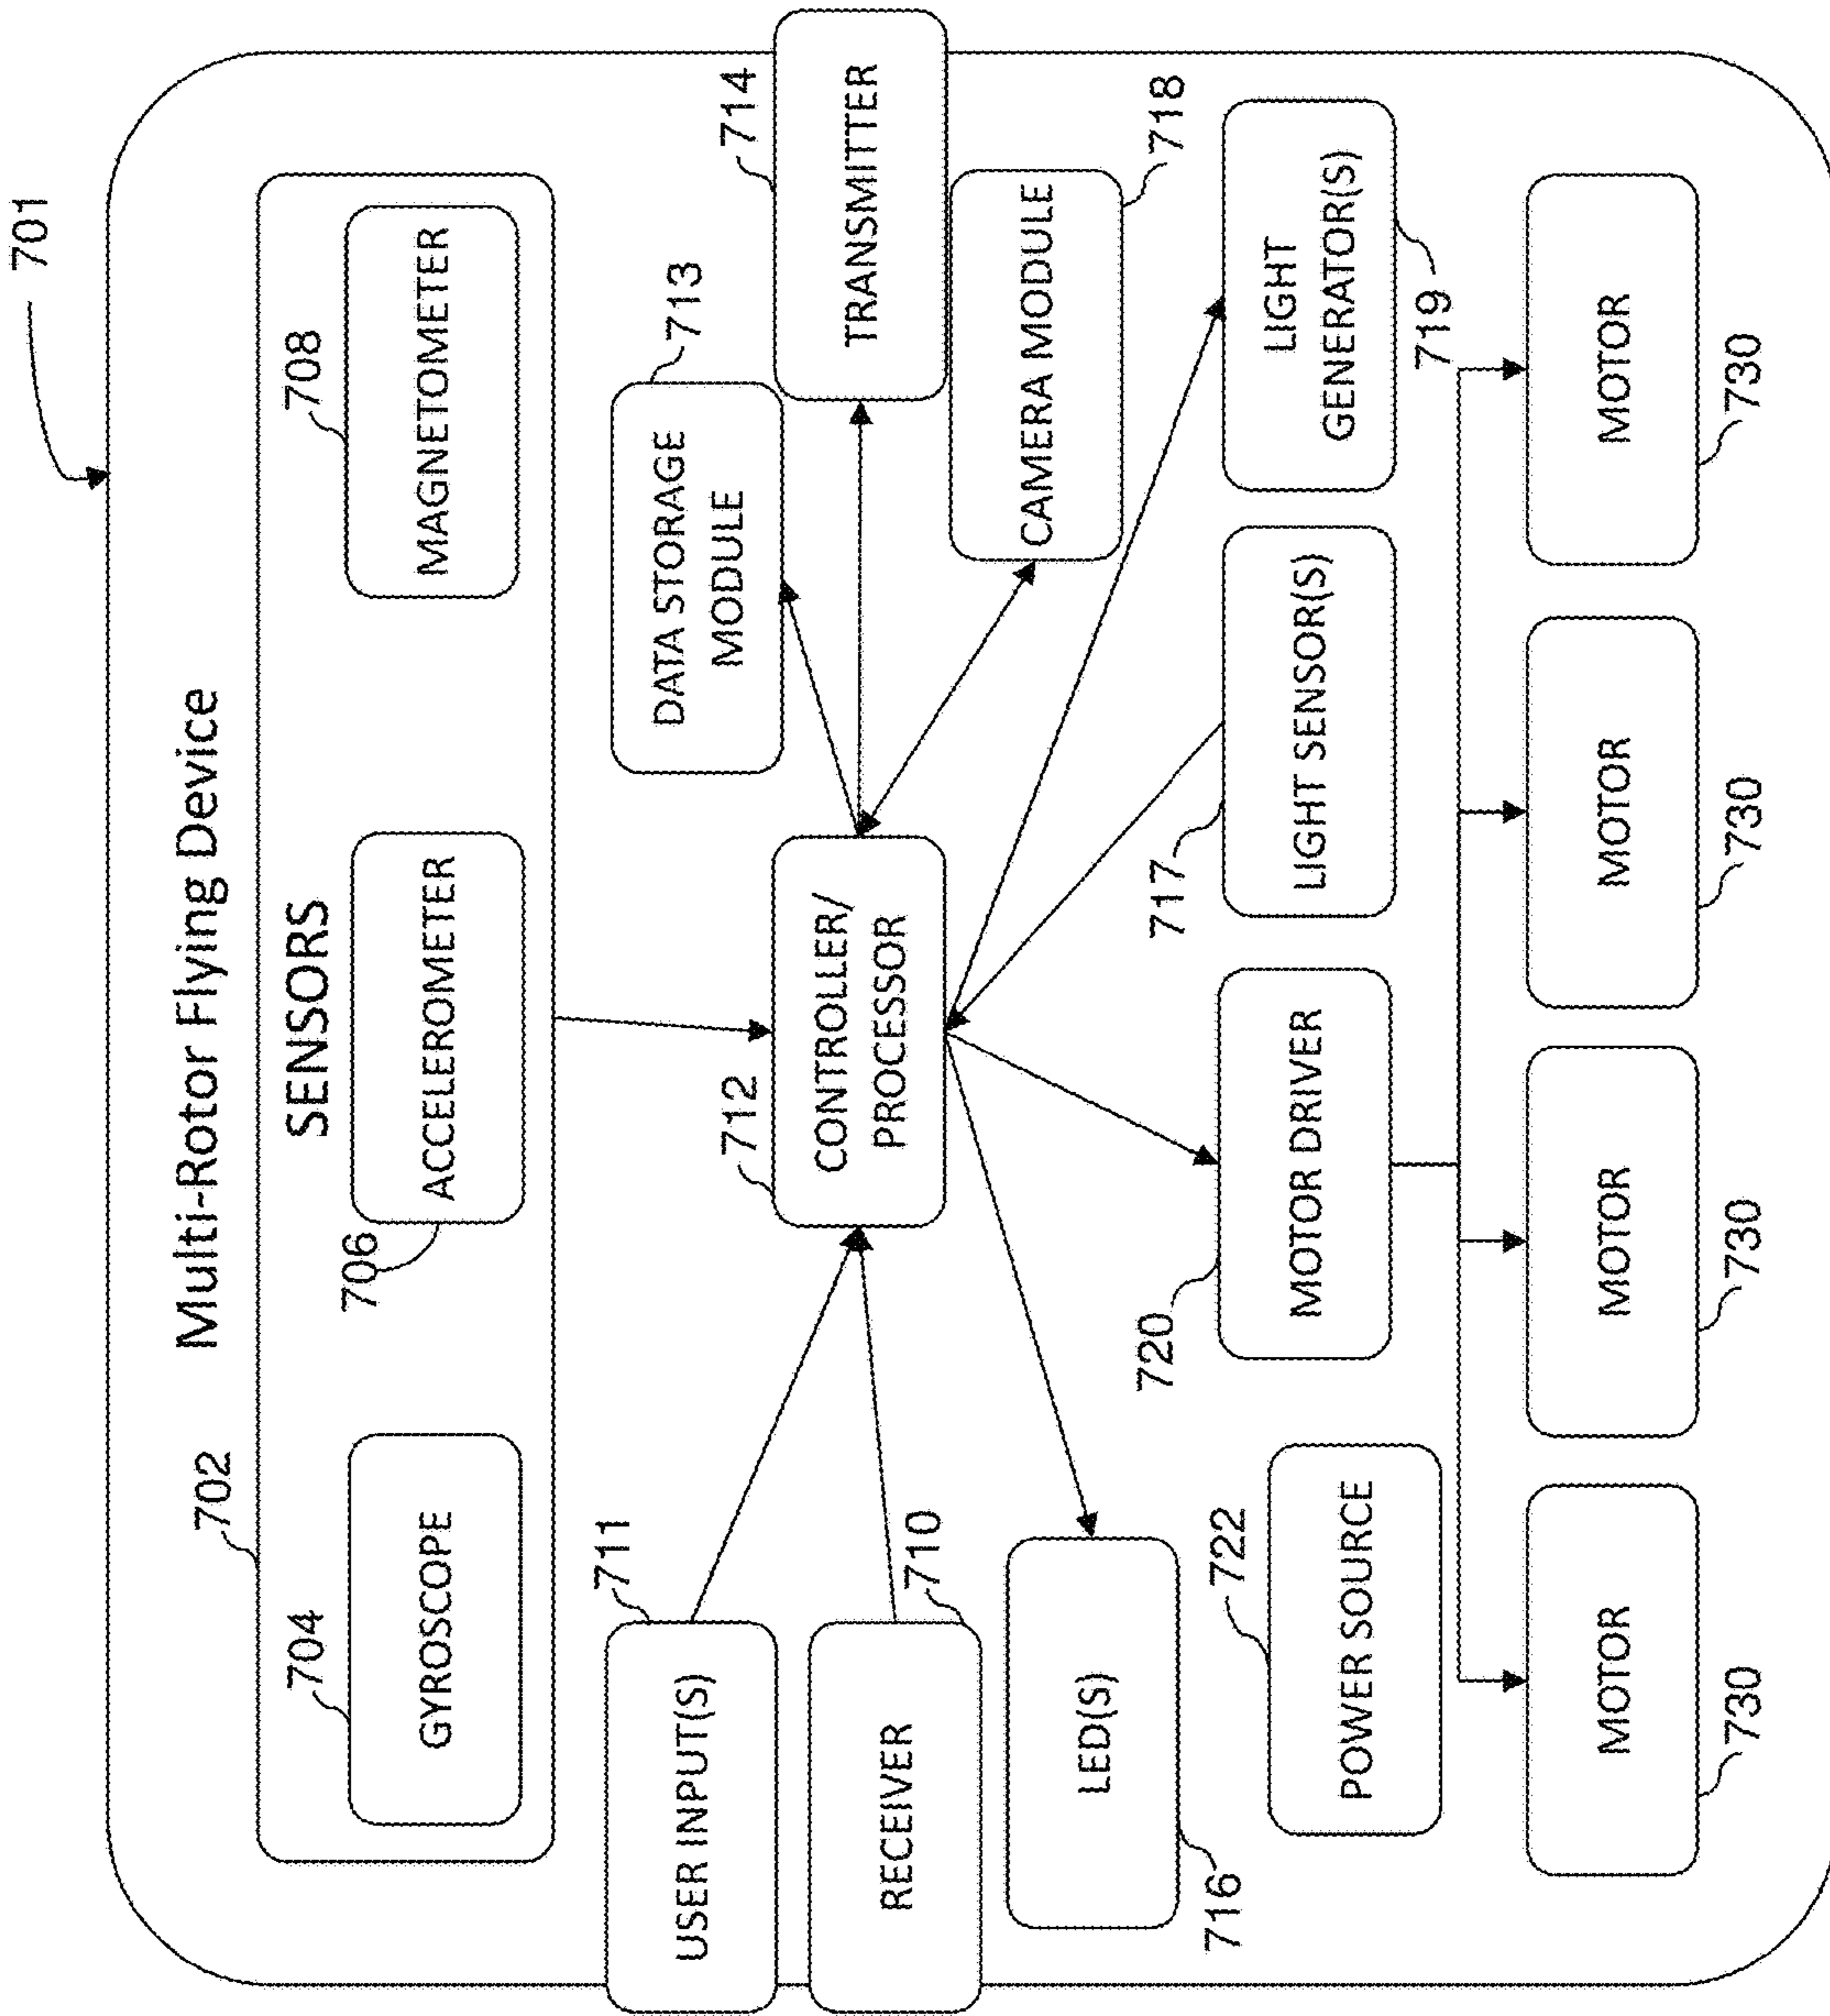 701
Multi-Rotor Flying Device
702
SENSORS
704
GYROSCOPE
706
ACCELEROMETER
708
MAGNETOMETER
711
USER INPUT(S)
710
RECEIVER
712
CONTROLLER/
PROCESSOR
713
DATA STORAGE
MODULE
714
TRANSMITTER
CAMERA MODULE
718
LED(S)
716
722
POWER SOURCE
720
MOTOR DRIVER
717
LIGHT SENSOR(S)
LIGHT
GENERATOR(S)
719
MOTOR
MOTOR
MOTOR
MOTOR
730
730
730
730